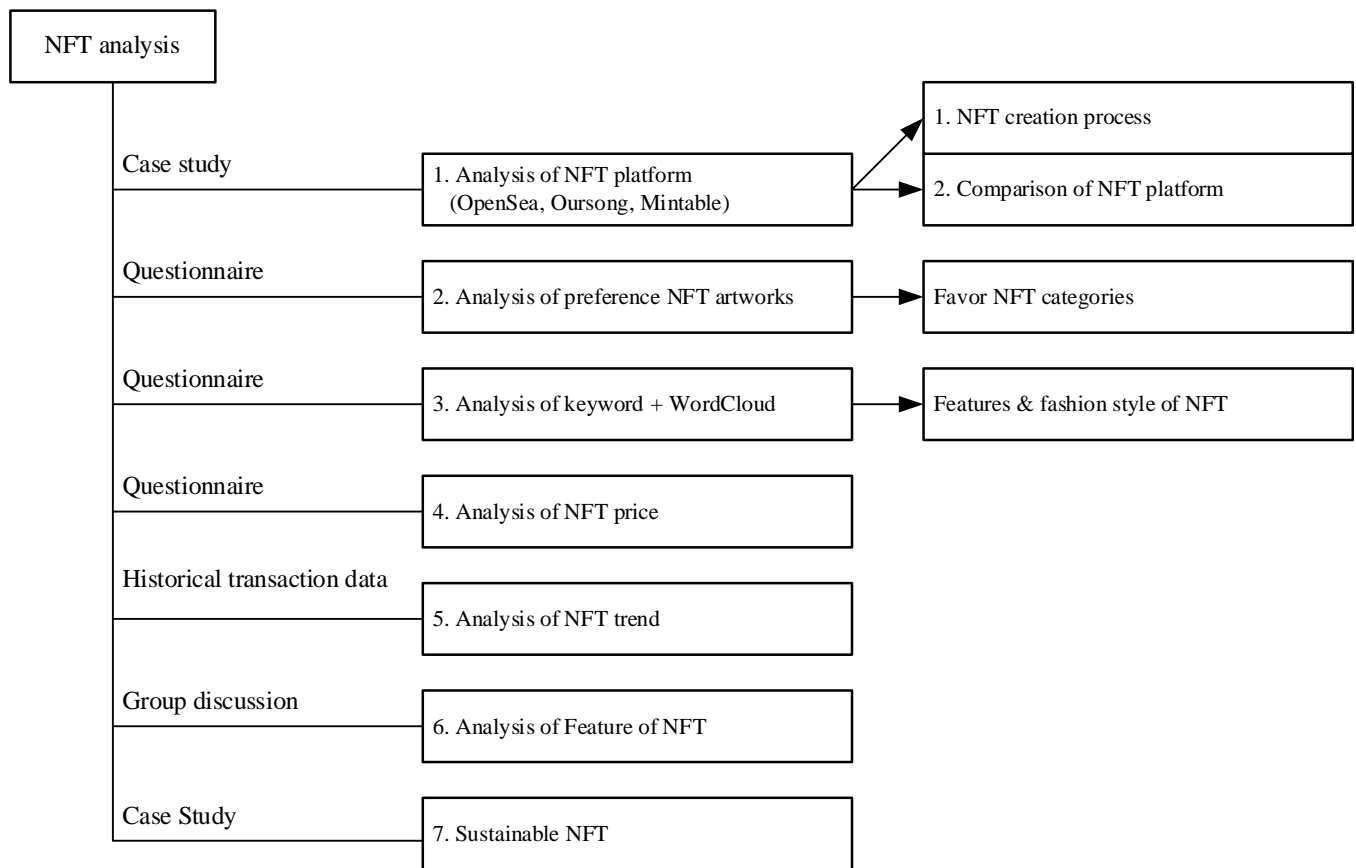 NFT analysis
1. NFT creation process
Case study
1. Analysis of NFT platform
(OpenSea, Oursong, Mintable)
2. Comparison of NFT platform
Questionnaire
2. Analysis of preference NFT artworks
Favor NFT categories
Questionnaire
3. Analysis of keyword + WordCloud
Features & fashion style of NFT
Questionnaire
4. Analysis of NFT price
Historical transaction data
5. Analysis of NFT trend
Group discussion
6. Analysis of Feature of NFT
Case Study
7. Sustainable NFT